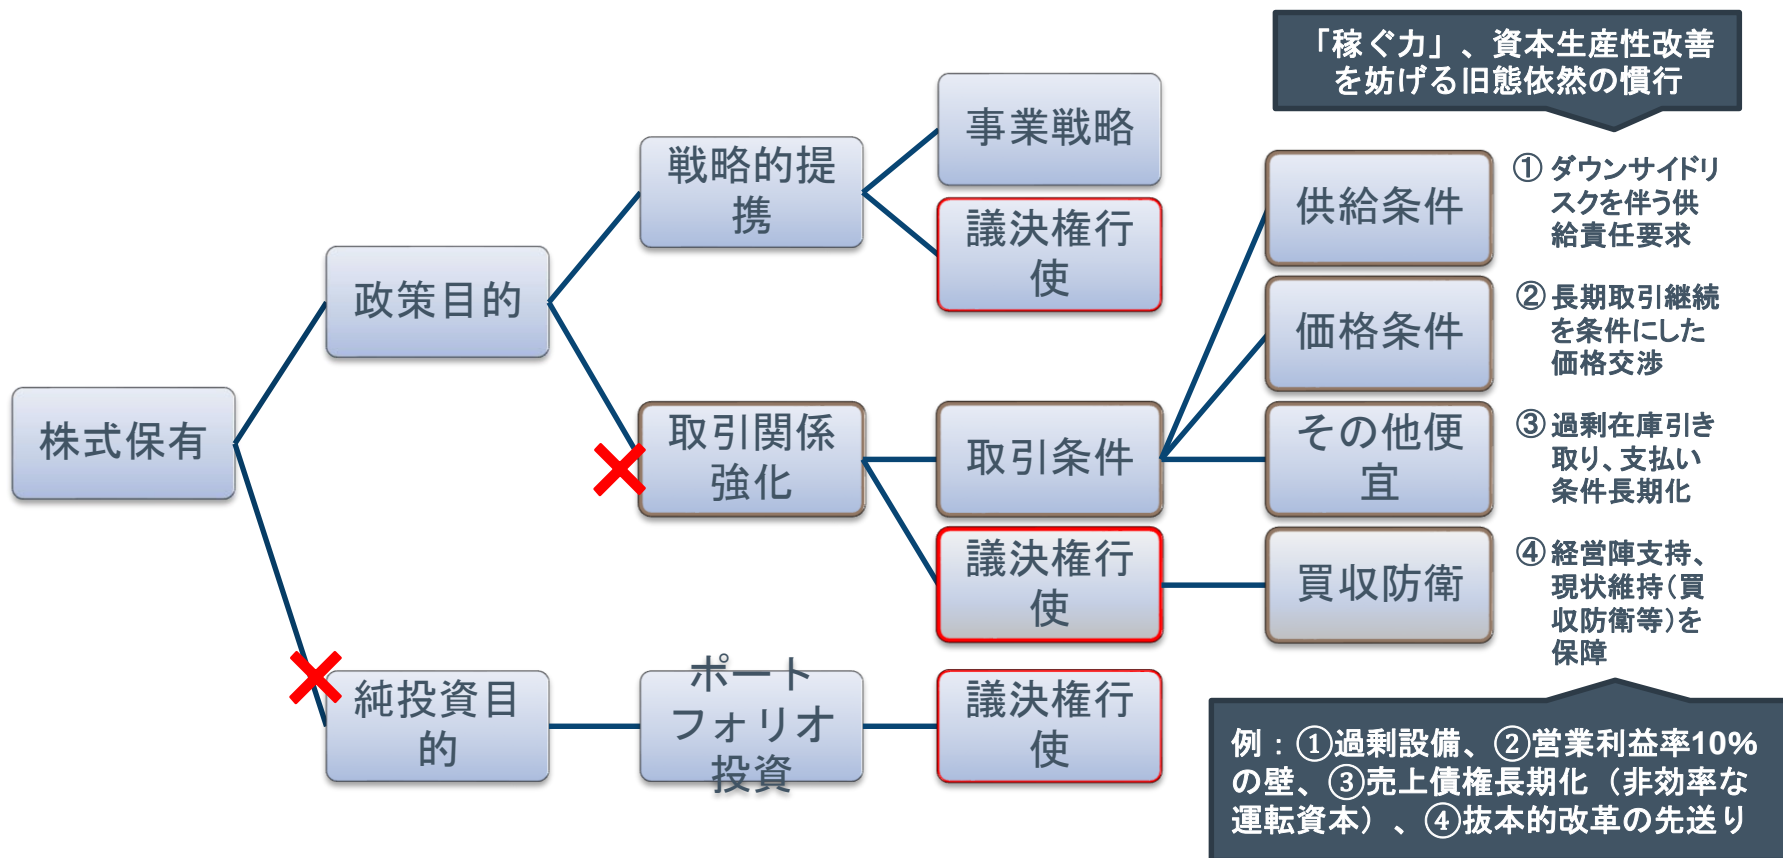 「稼ぐ力」、資本生産性改善
を妨げる旧態依然の慣行
株式保有
政策目的
純投資目
的
戦略的提
携
取引関係
強化
ポート
フォリオ
投資
事業戦略
議決権行
使
取引条件
議決権行
使
議決権行
使
供給条件
価格条件
その他便
宜
買収防衛
① ダウンサイドリ
スクを伴う供
給責任要求
② 長期取引継続
を条件にした
価格交渉
③ 過剰在庫引き
取り、支払い
条件長期化
④ 経営陣支持、
現状維持（買
収防衛等）を
保障
例：①過剰設備、②営業利益率10%
の壁、③売上債権長期化（非効率な
運転資本）、④抜本的改革の先送り